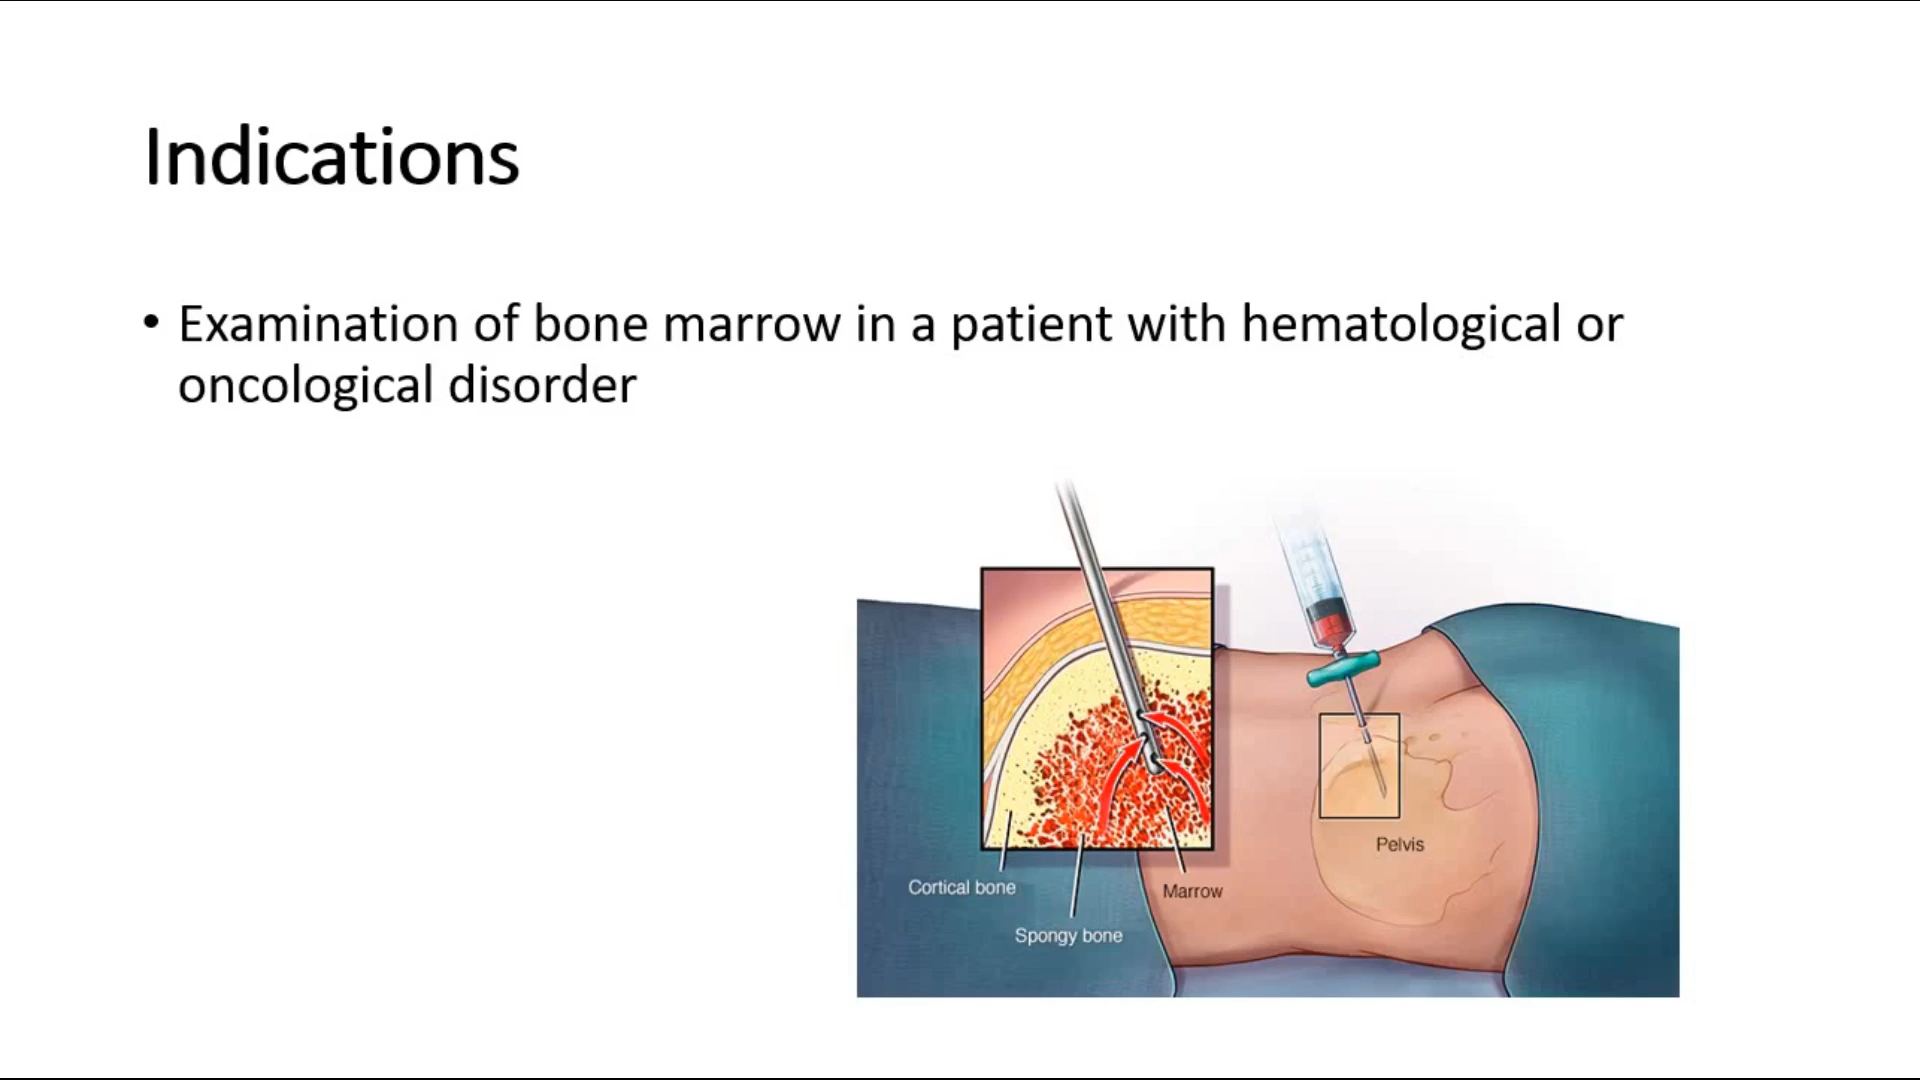 Indications
• Examination of bone marrow in a patient with hematological or
oncological disorder
Pelvis
Cortical bone
Marrow
Spongy bone